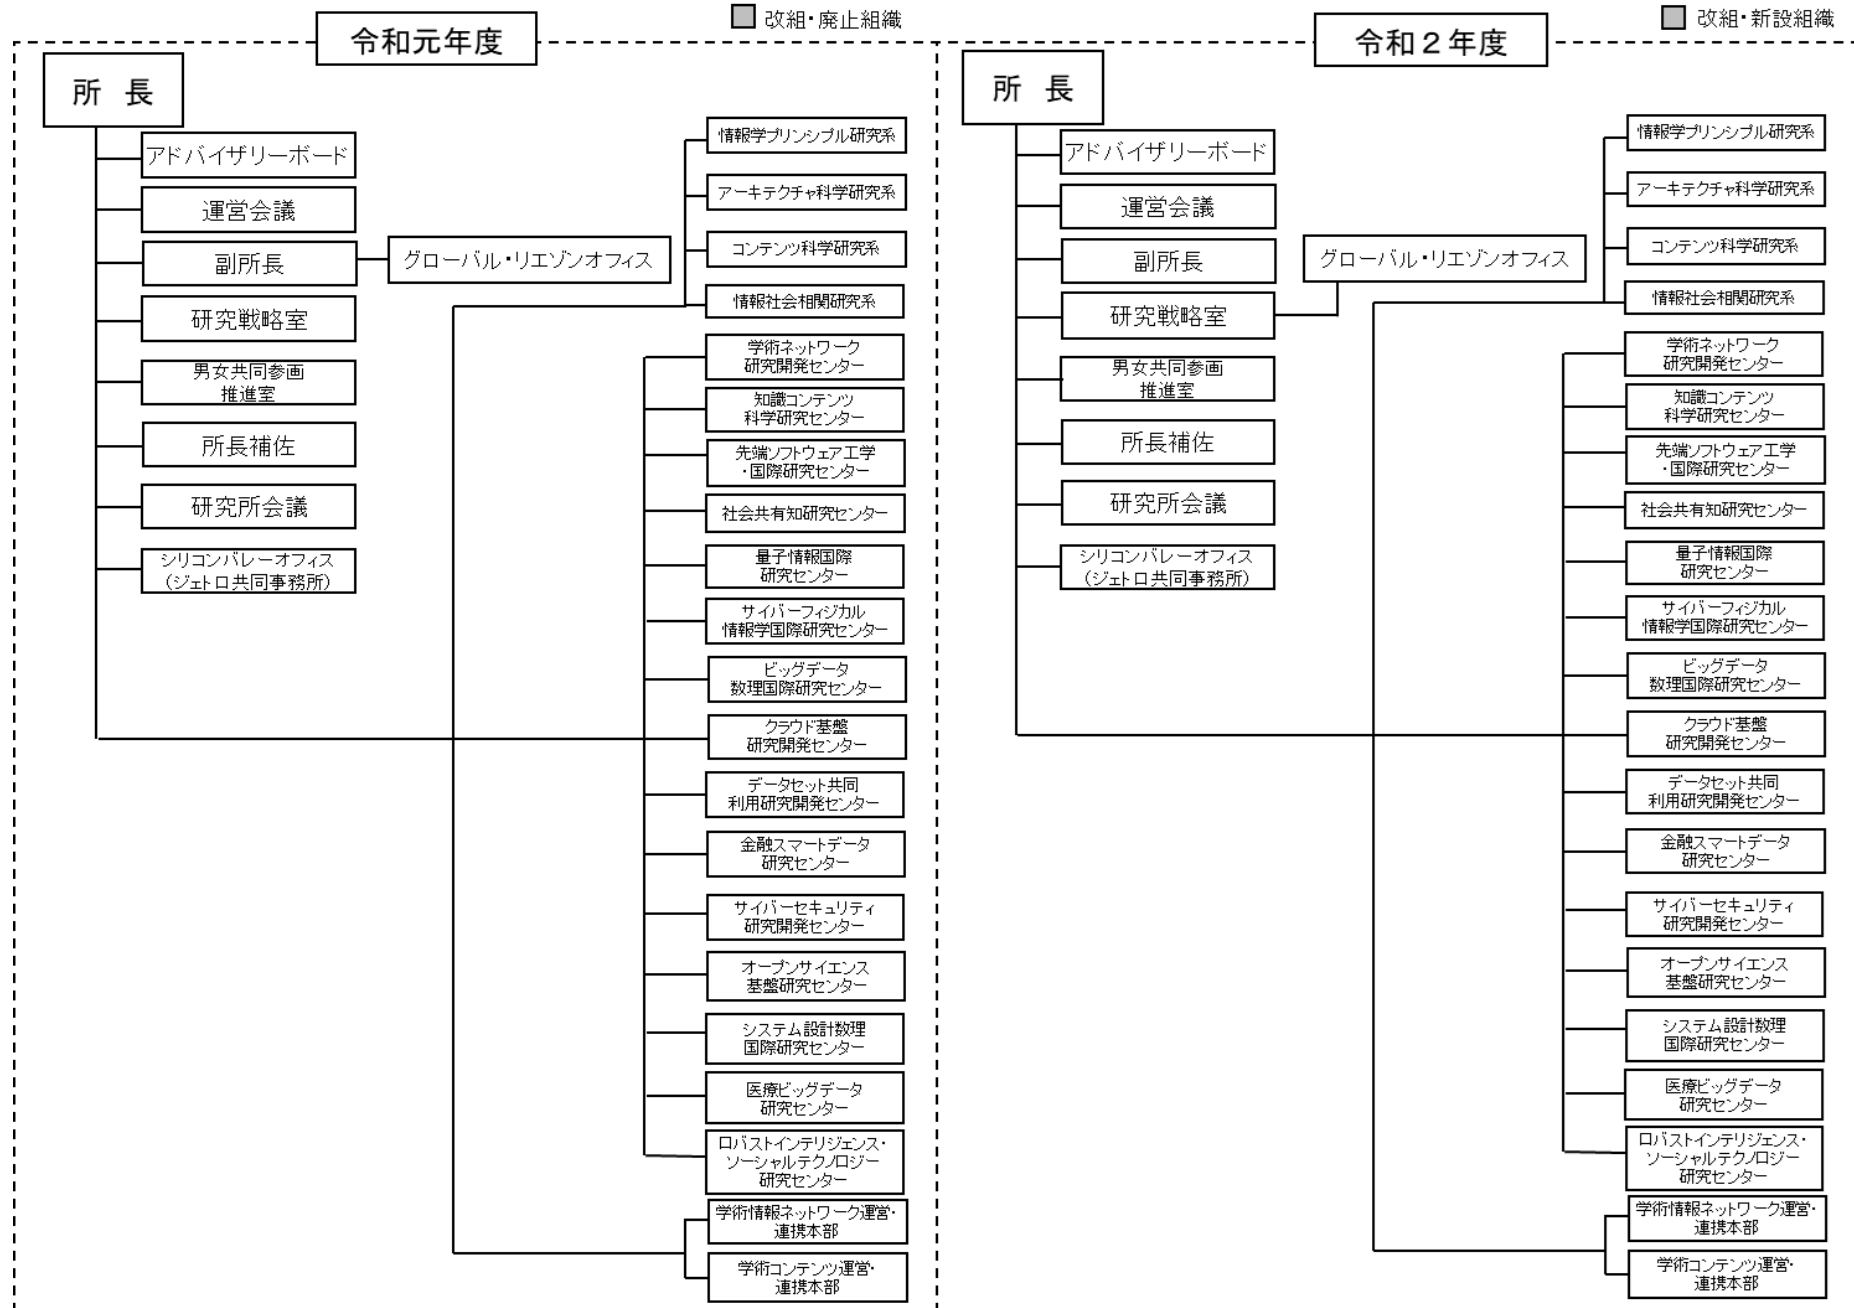 改組・廃止組織
令和元年度
所 長
アドバイザリーボード
運営会議
副所長
グローバル・リエゾンオフィス
研究戦略室
男女共同参画
推進室
所長補佐
研究所会議
シリコンバレーオフィス
(ジェトロ共同事務所)
情報学プリンシプル研究系
アーキテクチャ科学研究系
コンテンツ科学研究系
情報社会相関研究系
学術ネットワーク
研究開発センター
知識コンテンツ
科学研究センター
先端ソフトウェア工学
・国際研究センター
社会共有知研究センター
量子情報国際
研究センター
サイバーフィジカル
情報学国際研究センター
ビッグデータ
数理国際研究センター
クラウド基盤
研究開発センター
データセット共同
利用研究開発センター
金融スマートデータ
研究センター
サイバーセキュリティ
研究開発センター
オープンサイエンス
基盤研究センター
システム設計数理
国際研究センター
医療ビッグデータ
研究センター
ロバストインテリジェンス・
ソーシャルテクノロジー
研究センター
学術情報ネットワーク運営・
連携本部
学術コンテンツ運営・
連携本部
改組・新設組織
令和２年度
所 長
アドバイザリーボード
運営会議
副所長
グローバル・リエゾンオフィス
研究戦略室
男女共同参画
推進室
所長補佐
研究所会議
シリコンバレーオフィス
(ジェトロ共同事務所)
情報学プリンシプル研究系
アーキテクチャ科学研究系
コンテンツ科学研究系
情報社会相関研究系
学術ネットワーク
研究開発センター
知識コンテンツ
科学研究センター
先端ソフトウェア工学
・国際研究センター
社会共有知研究センター
量子情報国際
研究センター
サイバーフィジカル
情報学国際研究センター
ビッグデータ
数理国際研究センター
クラウド基盤
研究開発センター
データセット共同
利用研究開発センター
金融スマートデータ
研究センター
サイバーセキュリティ
研究開発センター
オープンサイエンス
基盤研究センター
システム設計数理
国際研究センター
医療ビッグデータ
研究センター
ロバストインテリジェンス・
ソーシャルテクノロジー
研究センター
学術情報ネットワーク運営・
連携本部
学術コンテンツ運営・
連携本部